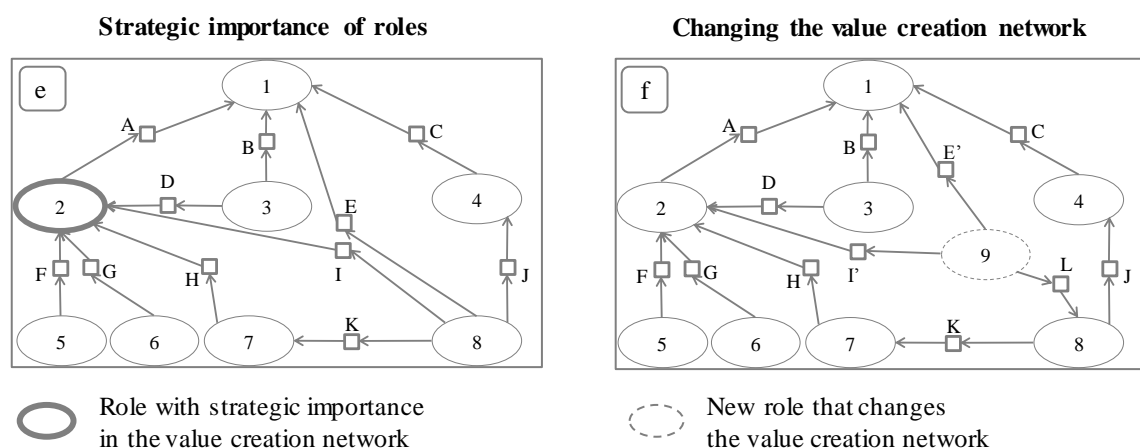 Strategic importance of roles
Changing the value creation network
e
1
A
B
C
D
2
3
4
E
I
F
G
H
J
5
6
7
K
8
f
1
A
B
E’
C
D
2
3
4
9
I’
F
G
H
L
J
5
6
7
K
8
Role with strategic importance
in the value creation network
New role that changes
the value creation network